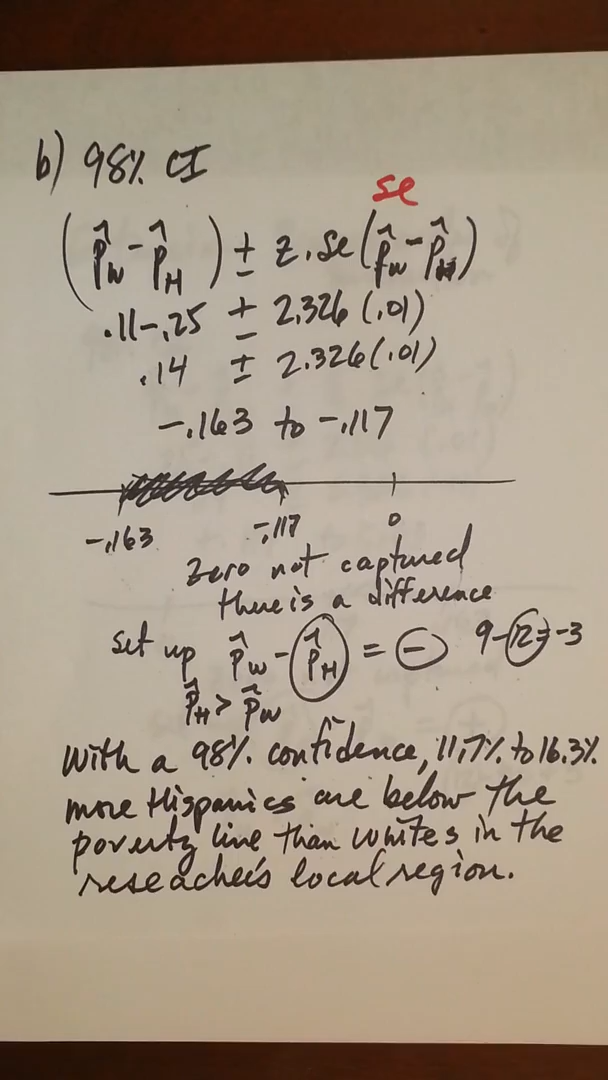 b) 98% CI
se
(p̂w - p̂H) ± z. se(p̂w - p̂H)
.11-.25 ± 2.326 (.01)
.14 ± 2.326 (.01)
-.163 to -.117
-.163 -.117 0
Zero not captured
there is a difference
Set up p̂w - p̂H = - 9-12=-3
p̂H > p̂w
With a 98% confidence, 11.7% to 16.3%
more Hispanics are below the
poverty line than whites in the
reseacher's local region.